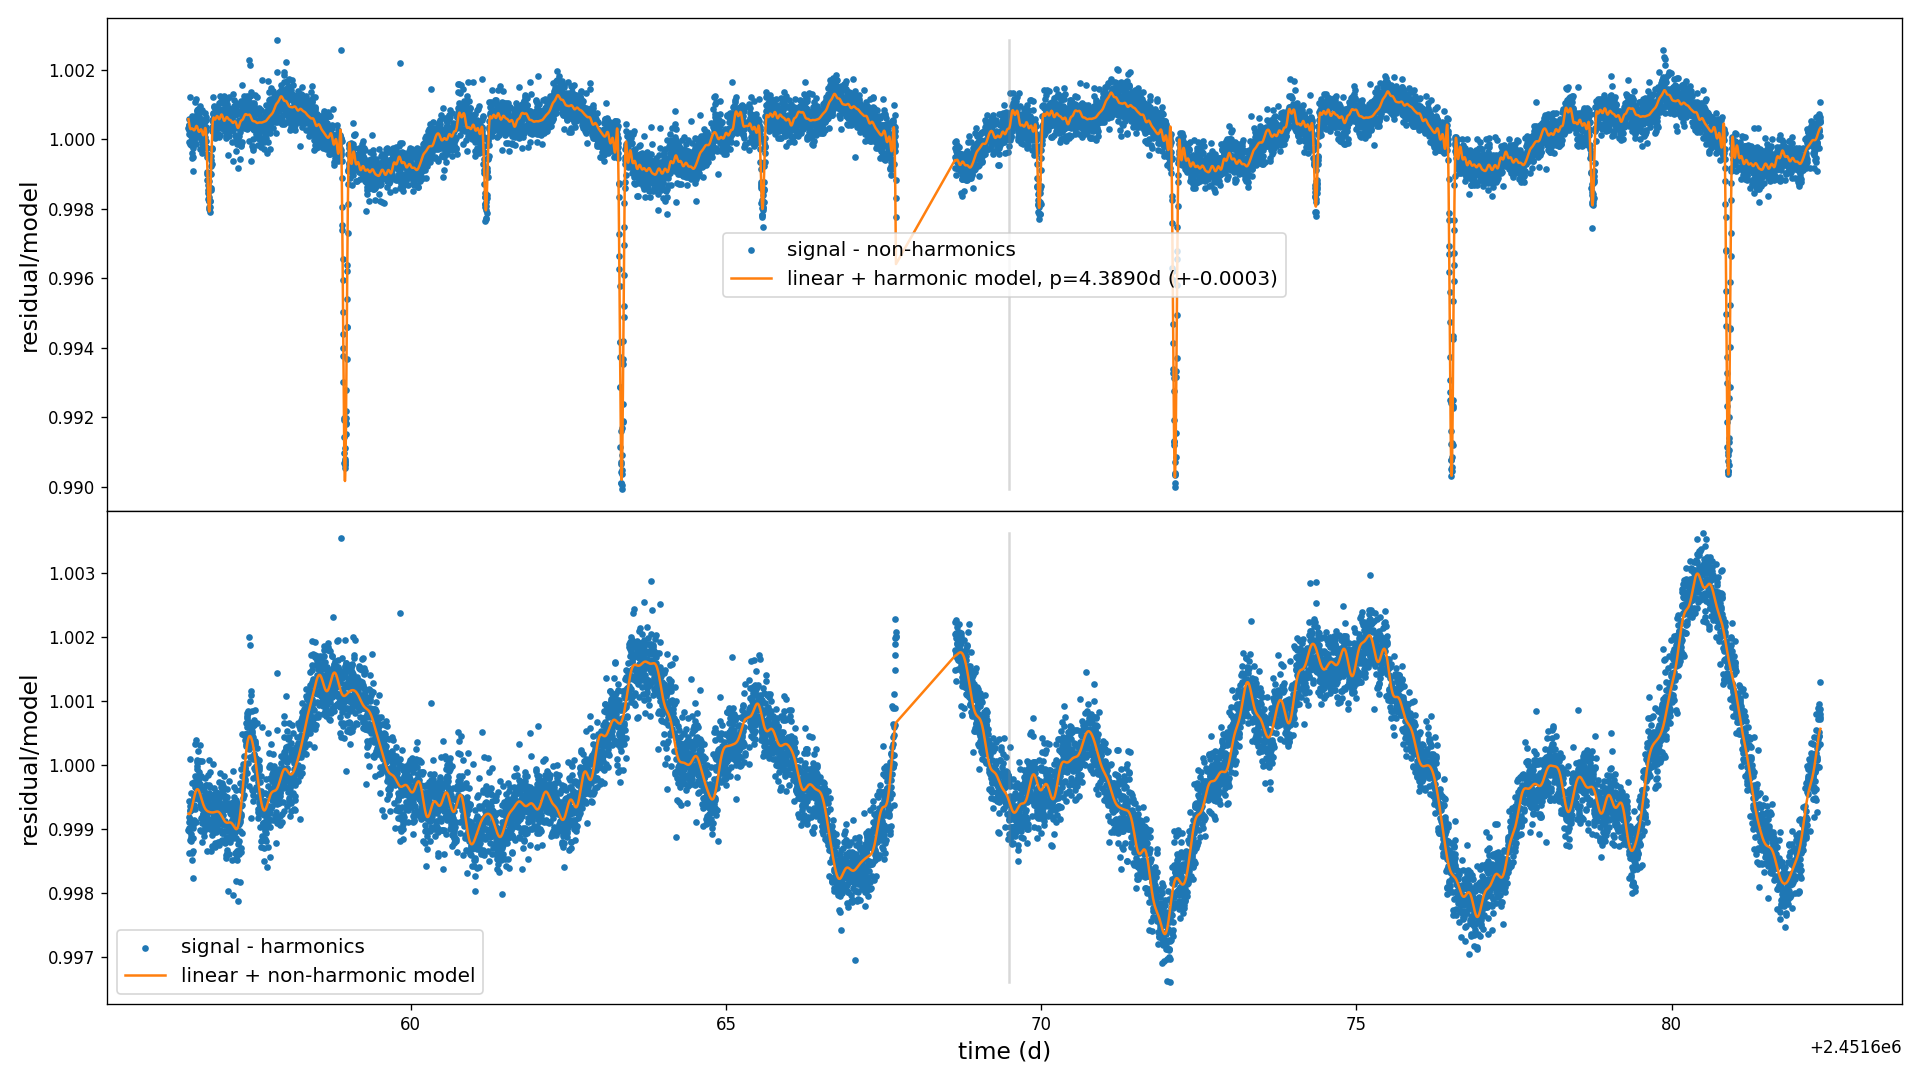 1.002
1.000
0.998
0.996
0.994
0.992
0.990
residual/model
signal - non-harmonics
linear + harmonic model, p=4.3890d (+-0.0003)
1.003
1.002
1.001
1.000
0.999
0.998
0.997
residual/model
signal - harmonics
linear + non-harmonic model
60
65
70
75
80
time (d)
+2.4516e6